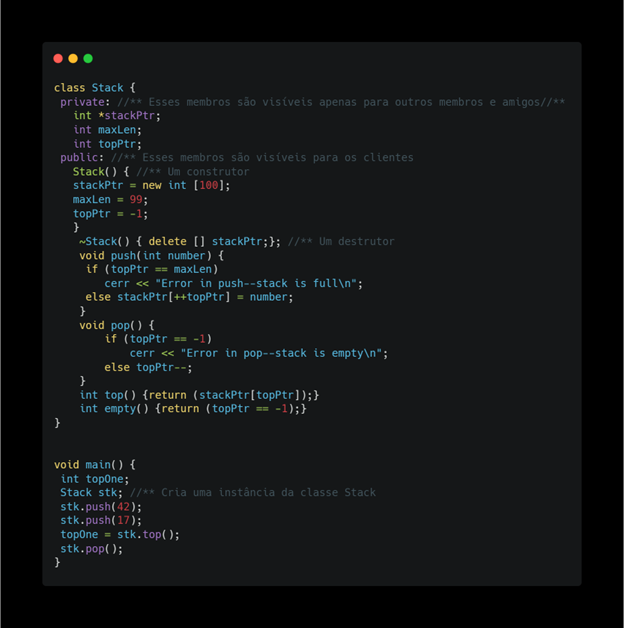 class Stack {
 private: //** Esses membros são visíveis apenas para outros membros e amigos//**
   int *stackPtr;
   int maxLen;
   int topPtr;
 public: //** Esses membros são visíveis para os clientes
   Stack() { //** Um construtor
   stackPtr = new int [100];
   maxLen = 99;
   topPtr = -1;
   }
    ~Stack() { delete [] stackPtr;}; //** Um destrutor
    void push(int number) {
     if (topPtr == maxLen)
        cerr << "Error in push--stack is full\n";
     else stackPtr[++topPtr] = number;
    }
    void pop() {
        if (topPtr == -1)
            cerr << "Error in pop--stack is empty\n";
        else topPtr--;
    }
    int top() {return (stackPtr[topPtr]);}
    int empty() {return (topPtr == -1);}
}
void main() {
 int topOne;
 Stack stk; //** Cria uma instância da classe Stack
 stk.push(42);
 stk.push(17);
 topOne = stk.top();
 stk.pop();
}